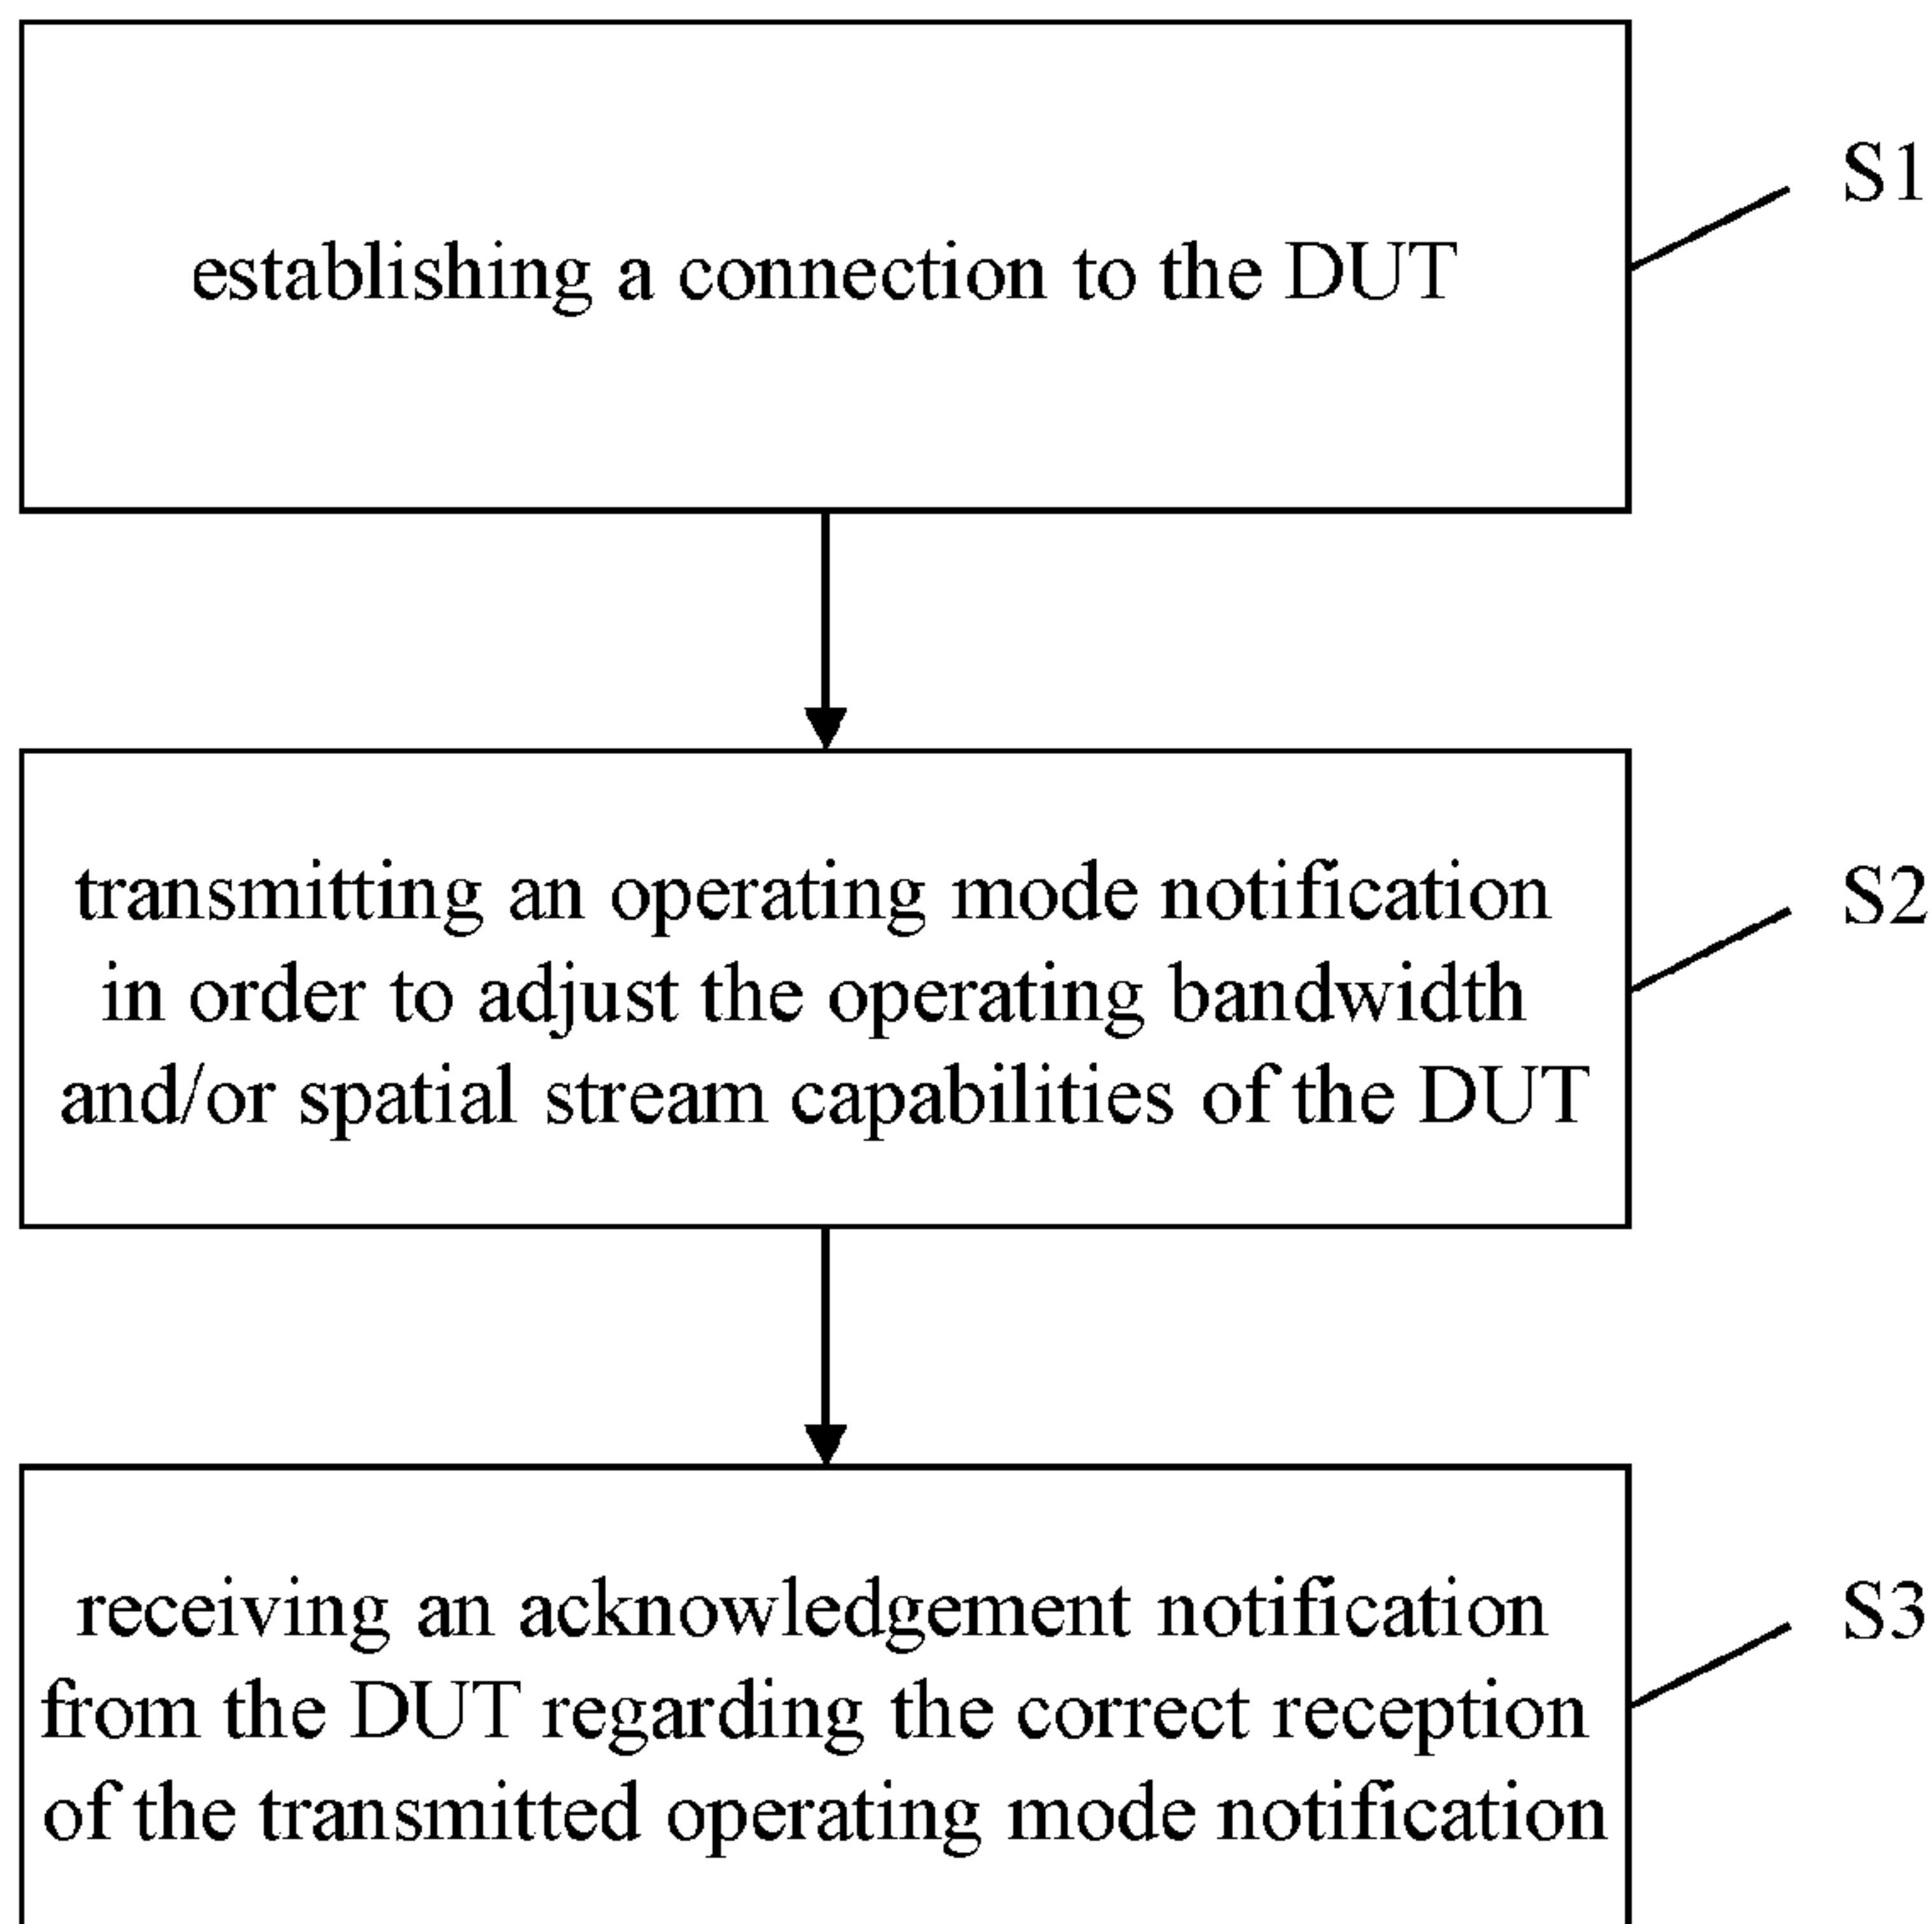 establishing a connection to the DUT
S1
transmitting an operating mode notification
in order to adjust the operating bandwidth
and/or spatial stream capabilities of the DUT
S2
receiving an acknowledgement notification
from the DUT regarding the correct reception
of the transmitted operating mode notification
S3